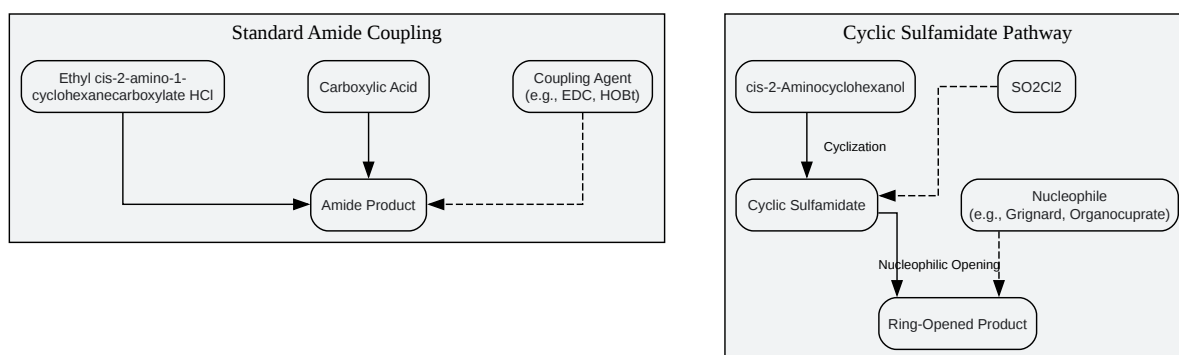 Standard Amide Coupling
Ethyl cis-2-amino-1-
cyclohexanecarboxylate HCl
Carboxylic Acid
Coupling Agent
(e.g., EDC, HOBt)
Amide Product
Cyclic Sulfamidate Pathway
cis-2-Aminocyclohexanol
SO2Cl2
Cyclization
Cyclic Sulfamidate
Nucleophile
(e.g., Grignard, Organocuprate)
Nucleophilic Opening
Ring-Opened Product